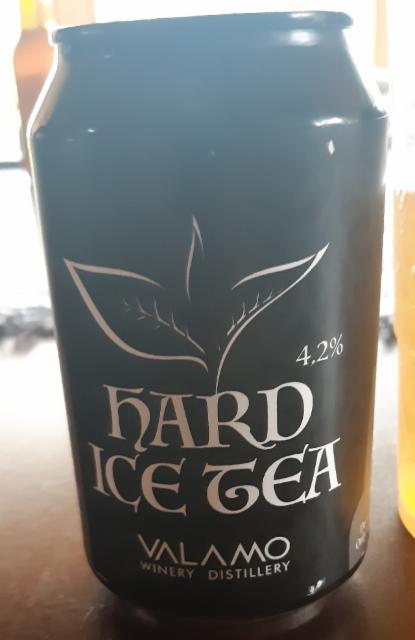 4,2%
HARD
ICE TEA
VALAMO
WINERY DISTILLERY